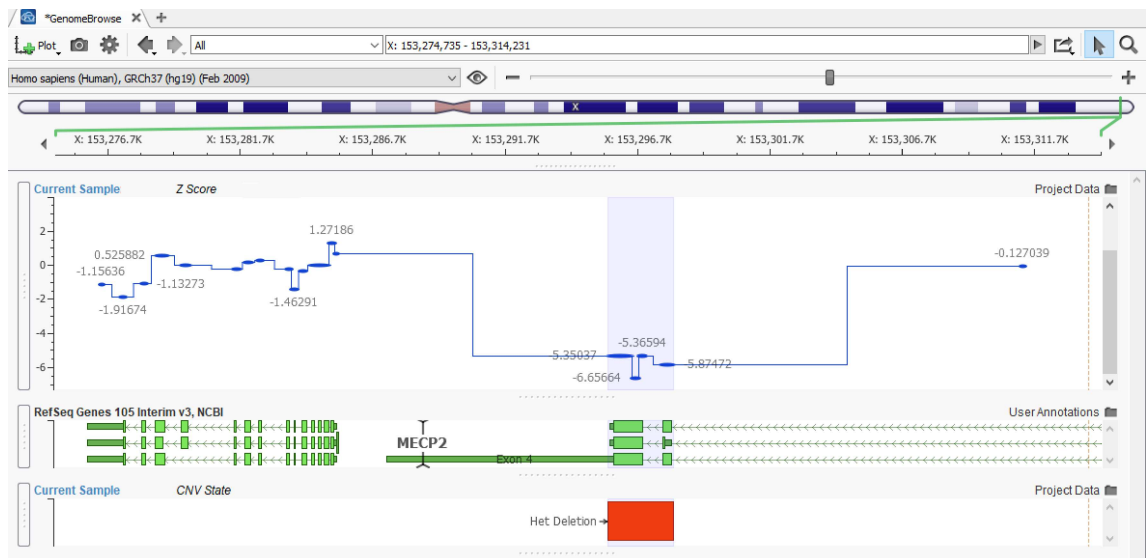 *GenomeBrowse
Plot All X: 153,274,735 - 153,314,231
Homo sapiens (Human), GRCh37 (hg19) (Feb 2009)
X
X: 153,276.7K X: 153,281.7K X: 153,286.7K X: 153,291.7K X: 153,296.7K X: 153,301.7K X: 153,306.7K X: 153,311.7K
Current Sample Z Score Project Data
2
0
-2
-4
-6
1.27186
0.525882
-0.127039
-1.15636
-1.13273
-1.46291
-1.91674
-5.36594
-5.35037
-5.87472
-6.65664
RefSeq Genes 105 Interim v3, NCBI User Annotations
MECP2
Exon 4
Current Sample CNV State Project Data
Het Deletion